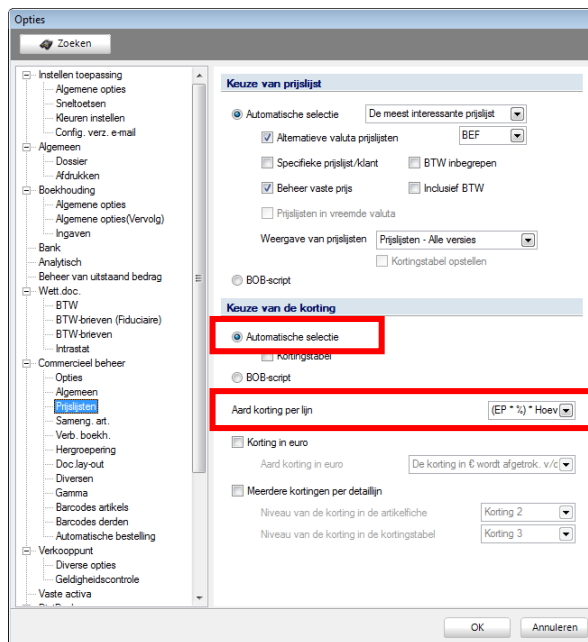 Opties
Zoeken
Instellen toepassing
Algemene opties
Sneltoetsen
Kleuren instellen
Config. verz. e-mail
Algemeen
Dossier
Afdrukken
Boekhouding
Algemene opties
Algemene opties(Vervolg)
Ingaven
Bank
Analytisch
Beheer van uitstaand bedrag
Wett.doc.
BTW
BTW-brieven (Fiduciaire)
BTW-brieven
Intrastat
Commercieel beheer
Opties
Algemeen
Prijslijsten
Sameng. art.
Verb. boekh.
Hergroepering
Doc.lay-out
Diversen
Gamma
Barcodes artikels
Barcodes derden
Automatische bestelling
Verkooppunt
Diverse opties
Geldigheidscontrole
Vaste activa
Keuze van prijslijst
Automatische selectie De meest interessante prijslijst
Alternatieve valuta prijslijsten BEF
Specifieke prijslijst/klant BTW inbegrepen
Beheer vaste prijs Inclusief BTW
Prijslijsten in vreemde valuta
Weergave van prijslijsten Prijslijsten - Alle versies
Kortingstabel opstellen
BOB-script
Keuze van de korting
Automatische selectie
Kortingstabel
BOB-script
Aard korting per lijn (EP * %) * Hoev
Korting in euro
Aard korting in euro De korting in € wordt afgetrok. v/d
Meerdere kortingen per detaillijn
Niveau van de korting in de artikelfiche Korting 2
Niveau van de korting in de kortingstabel Korting 3
OK Annuleren